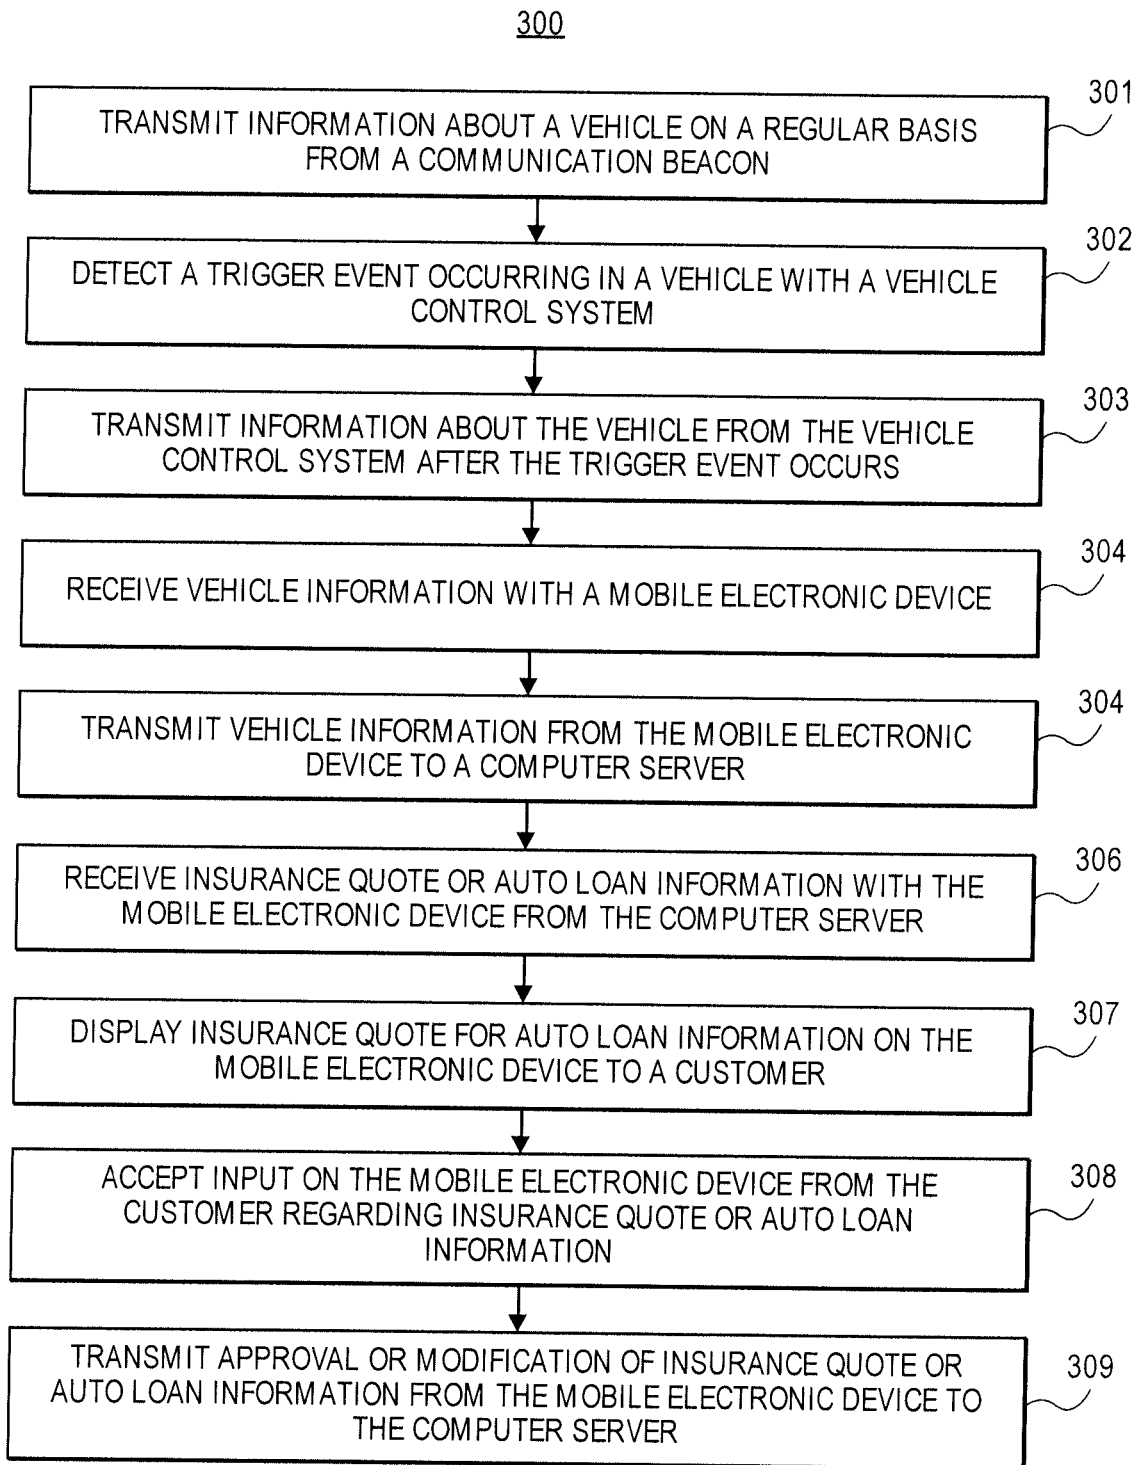 300
301
TRANSMIT INFORMATION ABOUT A VEHICLE ON A REGULAR BASIS
FROM A COMMUNICATION BEACON
302
DETECT A TRIGGER EVENT OCCURRING IN A VEHICLE WITH A VEHICLE
CONTROL SYSTEM
303
TRANSMIT INFORMATION ABOUT THE VEHICLE FROM THE VEHICLE
CONTROL SYSTEM AFTER THE TRIGGER EVENT OCCURS
304
RECEIVE VEHICLE INFORMATION WITH A MOBILE ELECTRONIC DEVICE
304
TRANSMIT VEHICLE INFORMATION FROM THE MOBILE ELECTRONIC
DEVICE TO A COMPUTER SERVER
306
RECEIVE INSURANCE QUOTE OR AUTO LOAN INFORMATION WITH THE
MOBILE ELECTRONIC DEVICE FROM THE COMPUTER SERVER
307
DISPLAY INSURANCE QUOTE FOR AUTO LOAN INFORMATION ON THE
MOBILE ELECTRONIC DEVICE TO A CUSTOMER
308
ACCEPT INPUT ON THE MOBILE ELECTRONIC DEVICE FROM THE
CUSTOMER REGARDING INSURANCE QUOTE OR AUTO LOAN
INFORMATION
309
TRANSMIT APPROVAL OR MODIFICATION OF INSURANCE QUOTE OR
AUTO LOAN INFORMATION FROM THE MOBILE ELECTRONIC DEVICE TO
THE COMPUTER SERVER